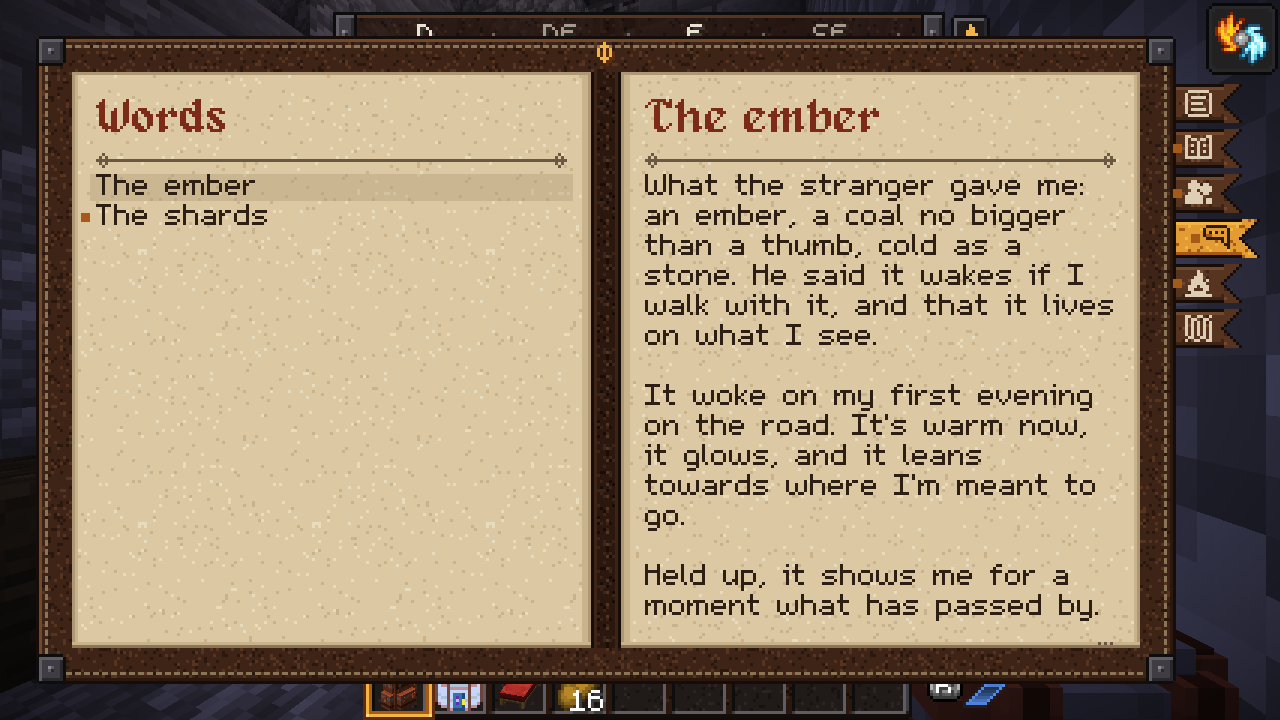 Words
The ember
The shards
The ember
What the stranger gave me:
an ember, a coal no bigger
than a thumb, cold as a
stone. He said it wakes if I
walk with it, and that it lives
on what I see.
It woke on my first evening
on the road. It's warm now,
it glows, and it leans
towards where I'm meant to
go.
Held up, it shows me for a
moment what has passed by.
...
16